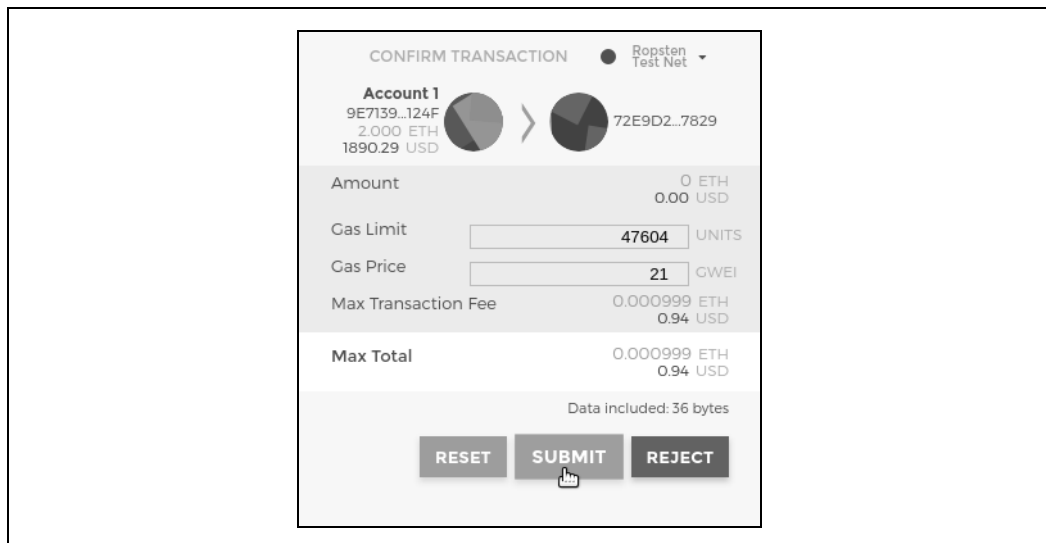 CONFIRM TRANSACTION
Ropsten
Test Net
Account 1
9E7139...124F
2.000 ETH
1890.29 USD
72E9D2...7829
Amount 0 ETH
0.00 USD
Gas Limit 47604 UNITS
Gas Price 21 GWEI
Max Transaction Fee 0.000999 ETH
0.94 USD
Max Total 0.000999 ETH
0.94 USD
Data included: 36 bytes
RESET SUBMIT REJECT